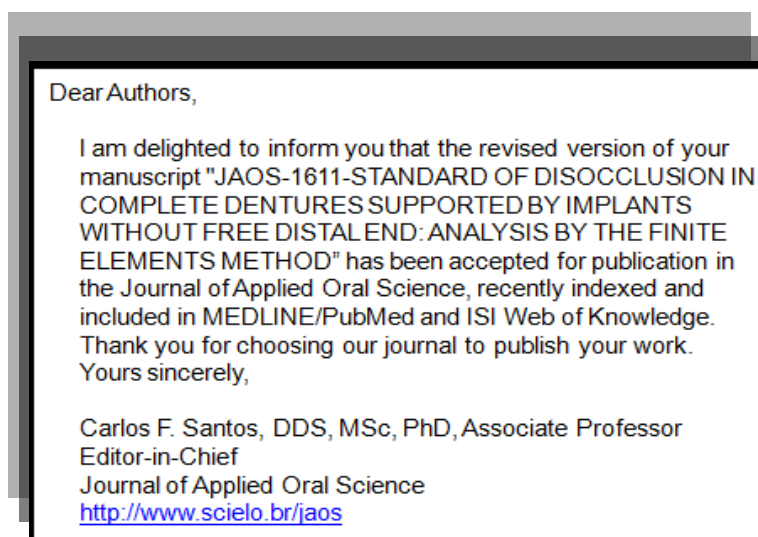 Dear Authors,
I am delighted to inform you that the revised version of your
manuscript "JAOS-1611-STANDARD OF DISOCCLUSION IN
COMPLETE DENTURES SUPPORTED BY IMPLANTS
WITHOUT FREE DISTAL END: ANALYSIS BY THE FINITE
ELEMENTS METHOD" has been accepted for publication in
the Journal of Applied Oral Science, recently indexed and
included in MEDLINE/PubMed and ISI Web of Knowledge.
Thank you for choosing our journal to publish your work.
Yours sincerely,
Carlos F. Santos, DDS, MSc, PhD, Associate Professor
Editor-in-Chief
Journal of Applied Oral Science
http://www.scielo.br/jaos